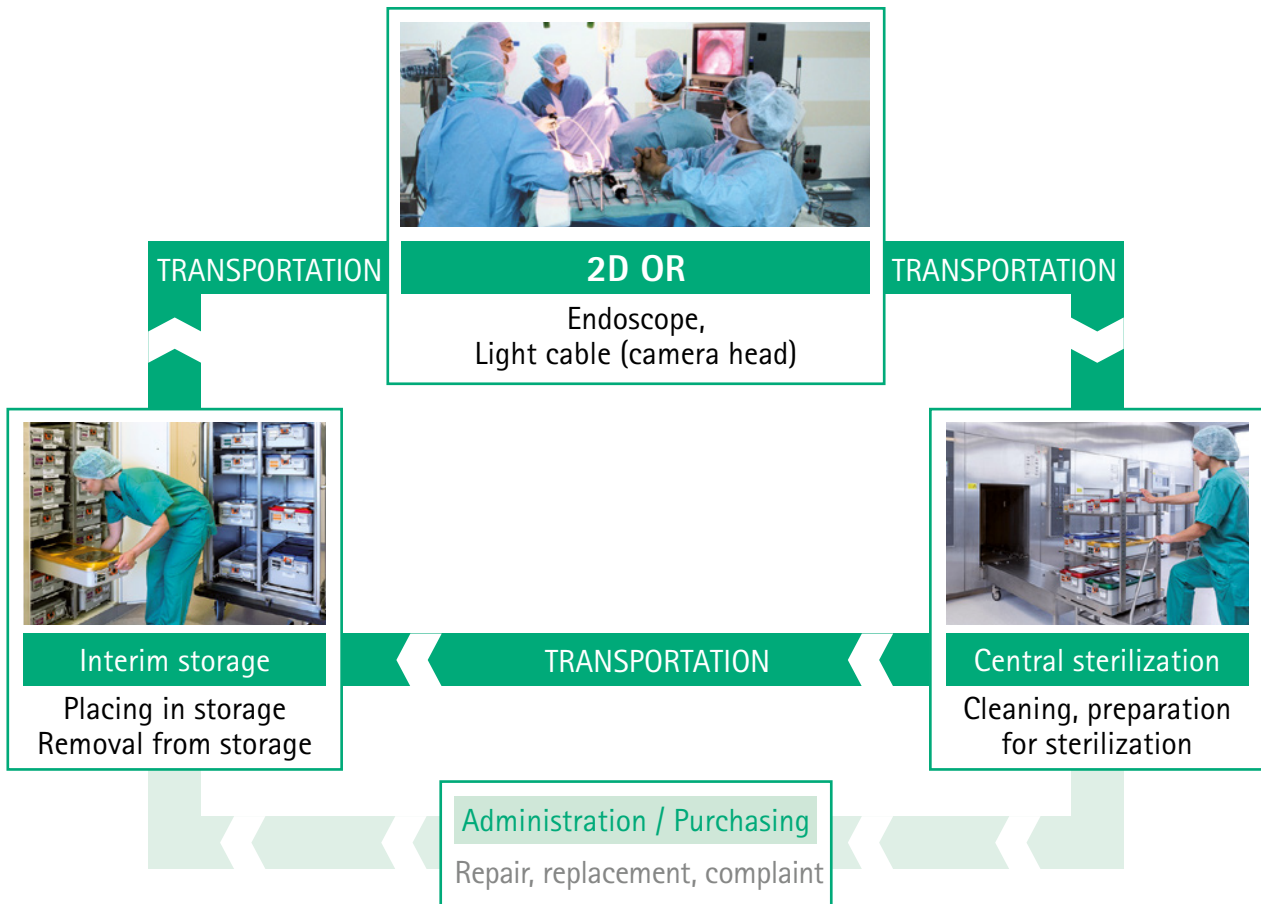 TRANSPORTATION
2D OR
TRANSPORTATION
Endoscope,
Light cable (camera head)
Interim storage
TRANSPORTATION
Central sterilization
Placing in storage
Removal from storage
Cleaning, preparation
for sterilization
Administration / Purchasing
Repair, replacement, complaint